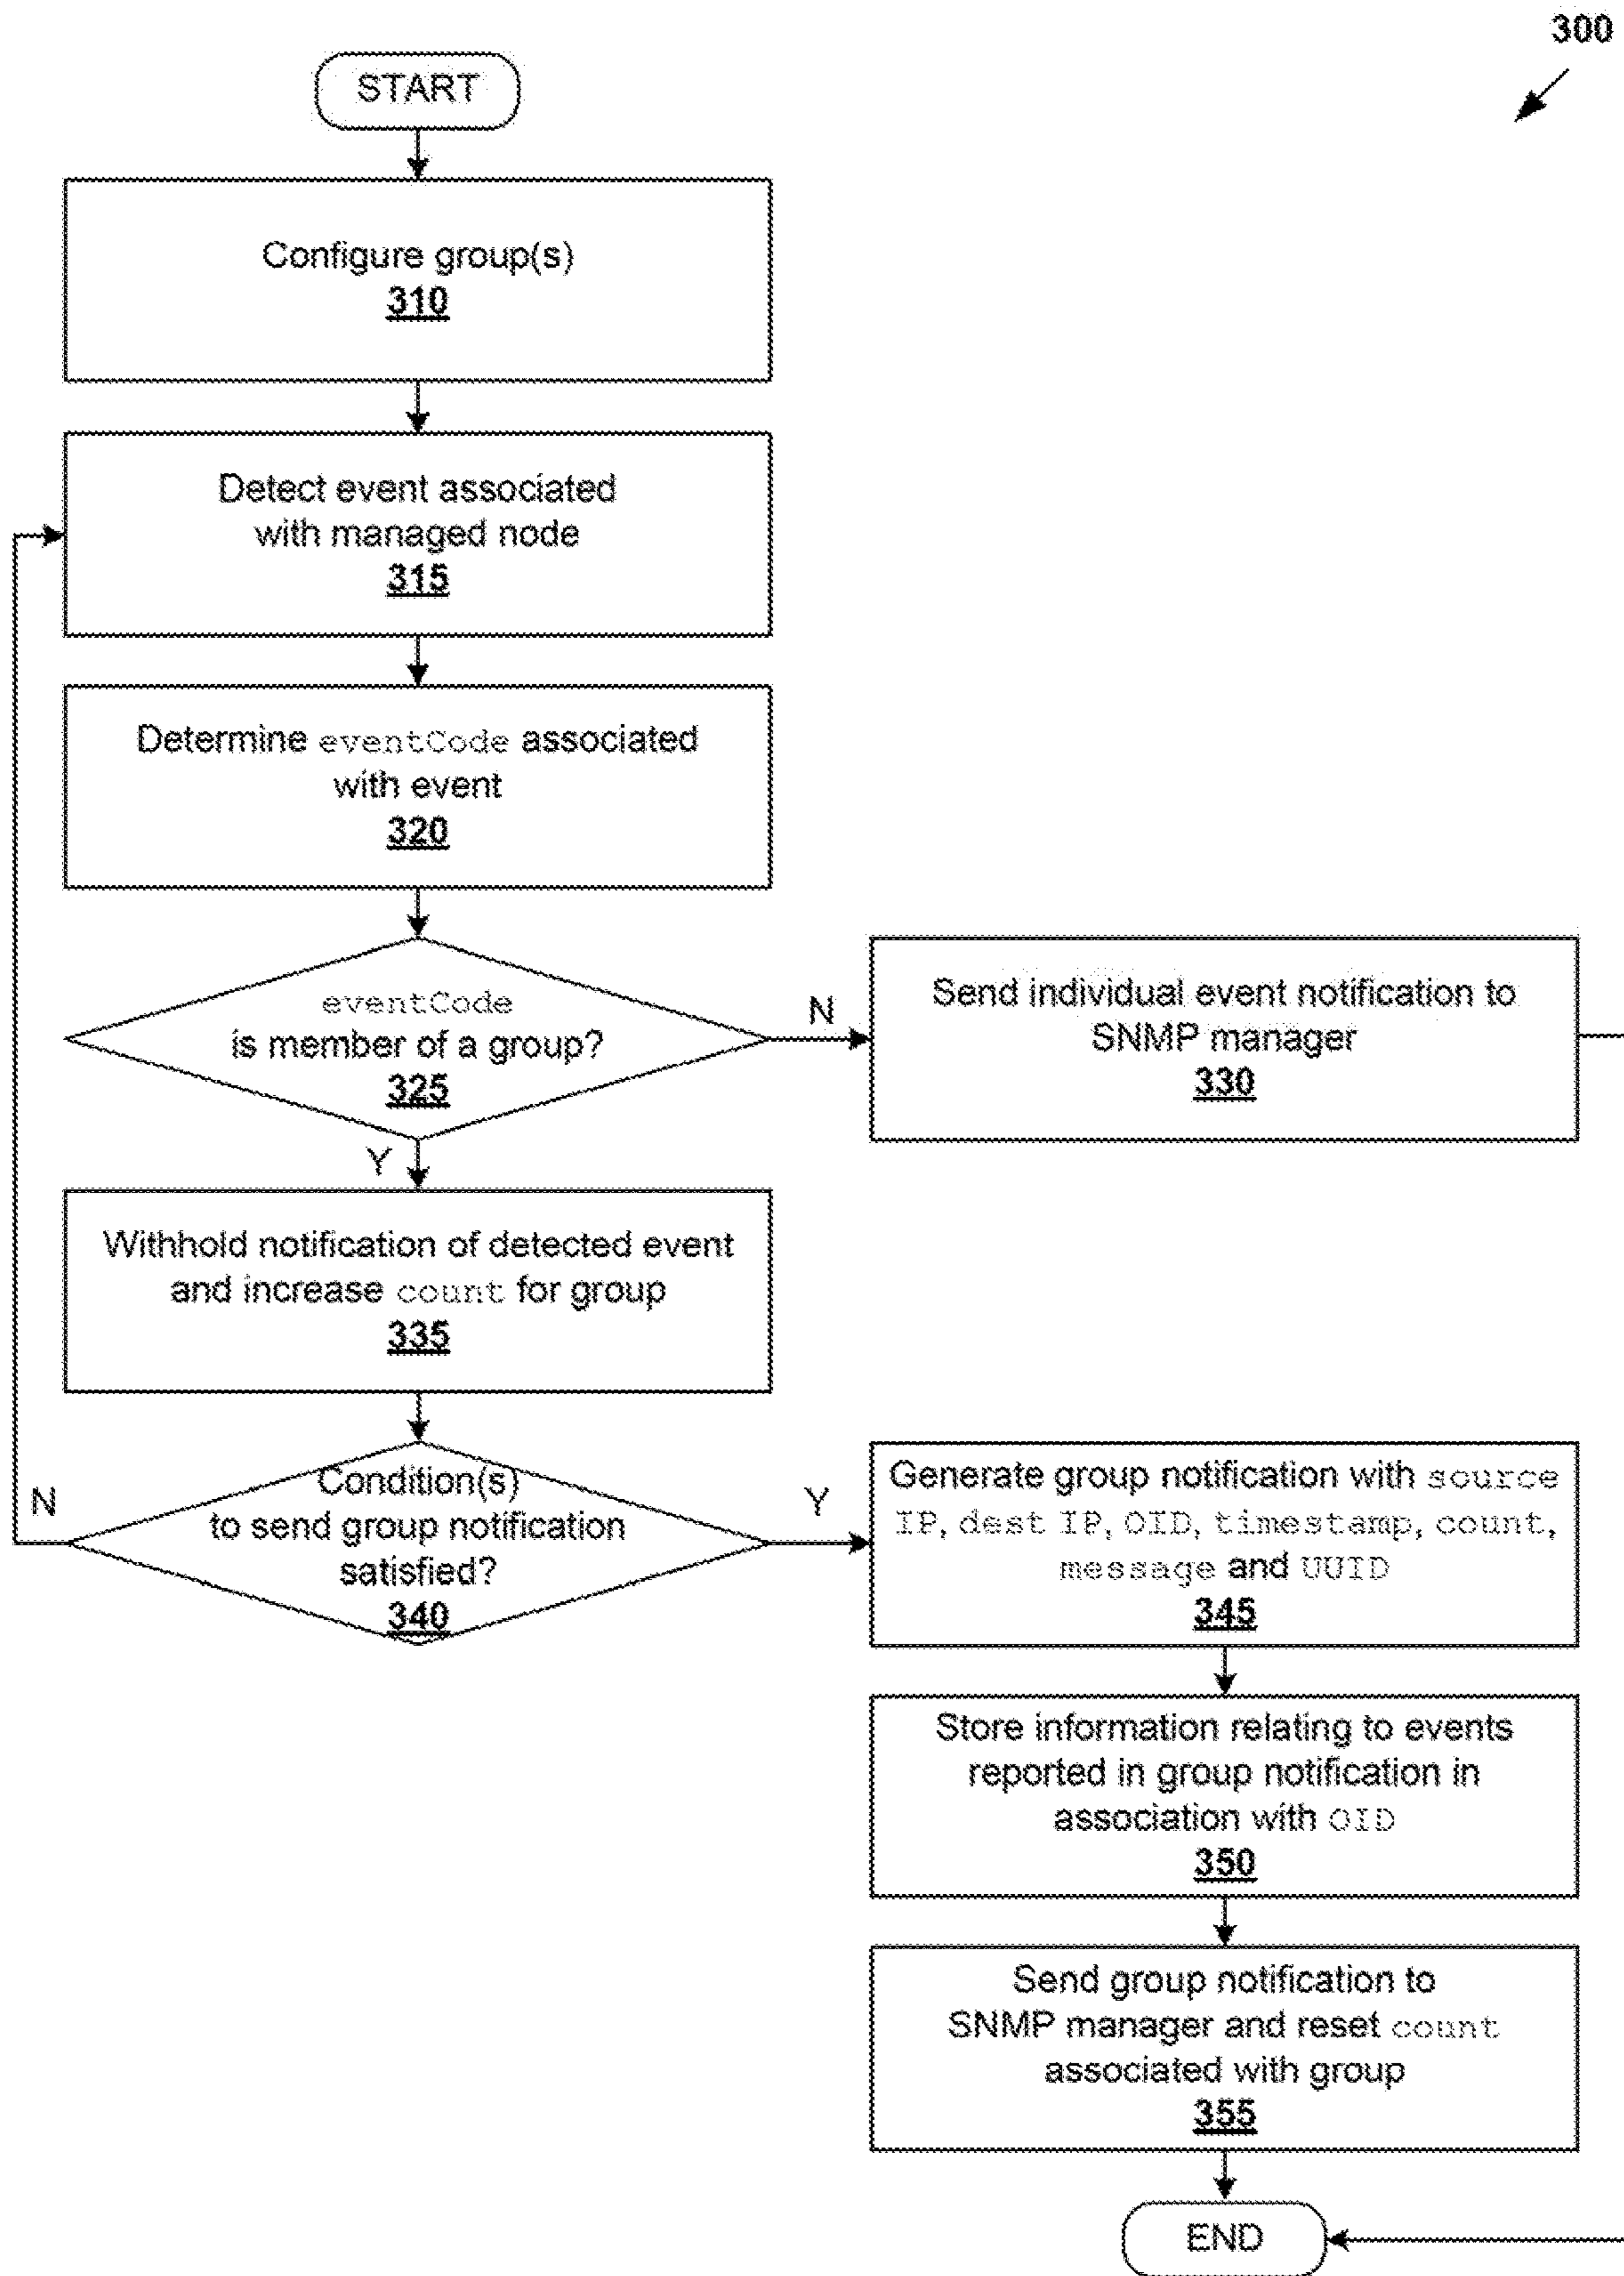 300
START
Configure group(s)
310
Detect event associated
with managed node
315
Determine eventCode associated
with event
320
eventCode
is member of a group?
325
N
Send individual event notification to
SNMP manager
330
Y
Withhold notification of detected event
and increase count for group
335
N
Condition(s)
to send group notification
satisfied?
340
Y
Generate group notification with source
IP, dest IP, OID, timestamp, count,
message and UUID
345
Store information relating to events
reported in group notification in
association with OID
350
Send group notification to
SNMP manager and reset count
associated with group
355
END